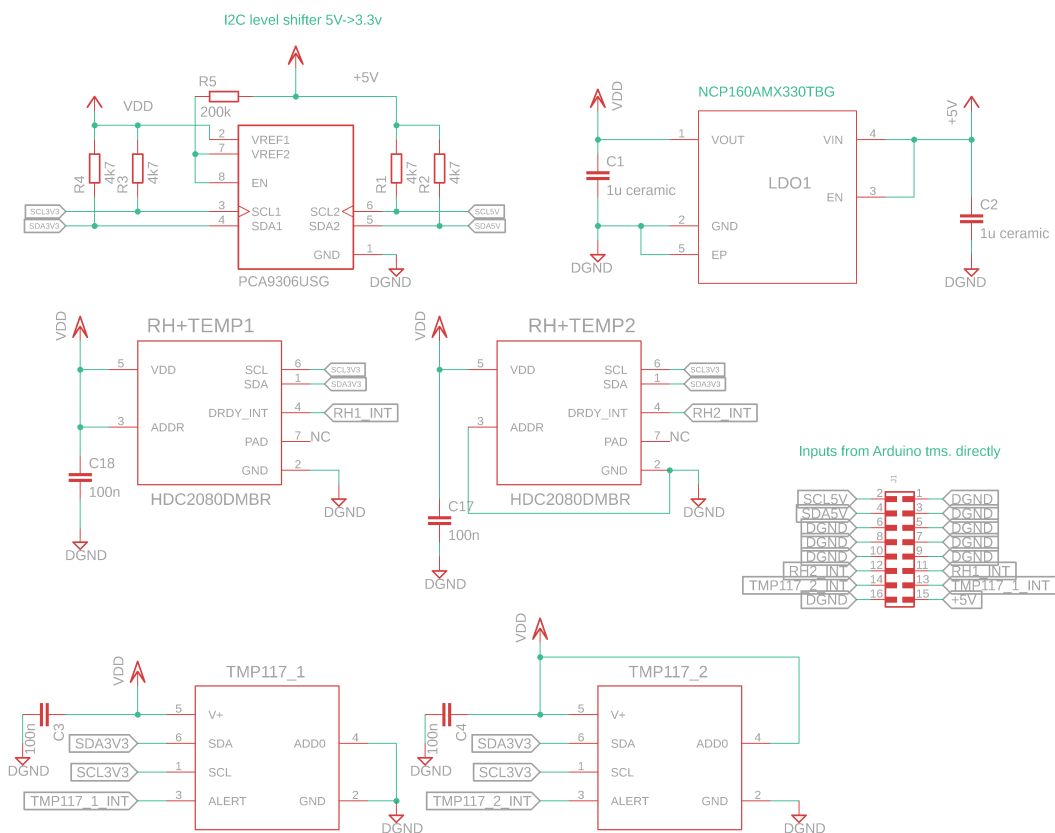 I2C level shifter 5V->3.3v
+5V
R5
200k
VDD
R4
4k7
R3
4k7
2
VREF1
7
VREF2
8
EN
3
SCL1
4
SDA1
SCL2
6
SDA2
5
GND
1
R1
4k7
R2
4k7
SCL3V3
SDA3V3
SCL5V
SDA5V
PCA9306USG
DGND
NCP160AMX330TBG
VDD
+5V
1
VOUT
VIN
4
LDO1
EN
3
2
GND
5
EP
C1
1u ceramic
DGND
C2
1u ceramic
DGND
RH+TEMP1
VDD
5
VDD
SCL
6
SCL3V3
SDA
1
SDA3V3
DRDY_INT
4
RH1_INT
3
ADDR
PAD
7
NC
GND
2
C18
100n
HDC2080DMBR
DGND
DGND
RH+TEMP2
VDD
5
VDD
SCL
6
SCL3V3
SDA
1
SDA3V3
DRDY_INT
4
RH2_INT
3
ADDR
PAD
7
NC
GND
2
C17
100n
HDC2080DMBR
DGND
DGND
Inputs from Arduino tms. directly
J1
SCL5V
2
1
DGND
SDA5V
4
3
DGND
DGND
6
5
DGND
DGND
8
7
DGND
DGND
10
9
DGND
RH2_INT
12
11
RH1_INT
TMP117_2_INT
14
13
TMP117_1_INT
DGND
16
15
+5V
TMP117_1
VDD
C3
100n
DGND
5
V+
SDA3V3
6
SDA
ADD0
4
SCL3V3
1
SCL
TMP117_1_INT
3
ALERT
GND
2
DGND
TMP117_2
VDD
C4
100n
DGND
5
V+
SDA3V3
6
SDA
ADD0
4
SCL3V3
1
SCL
TMP117_2_INT
3
ALERT
GND
2
DGND